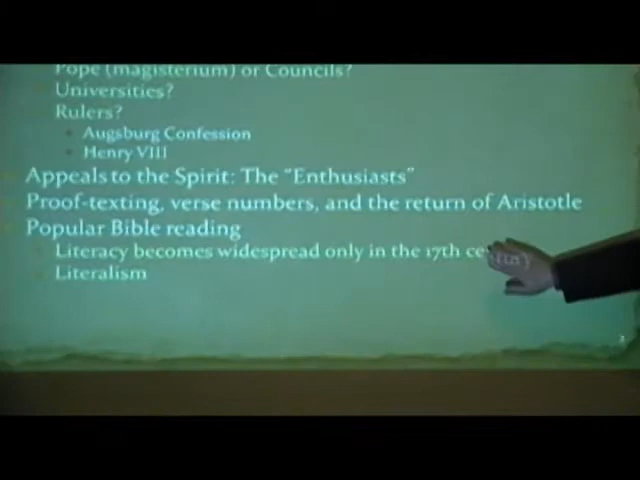 Pope (magisterium) or Councils?
Universities?
Rulers?
Augsburg Confession
Henry VIII
Appeals to the Spirit: The "Enthusiasts"
Proof-texting, verse numbers, and the return of Aristotle
Popular Bible reading
Literacy becomes widespread only in the 17th century
Literalism